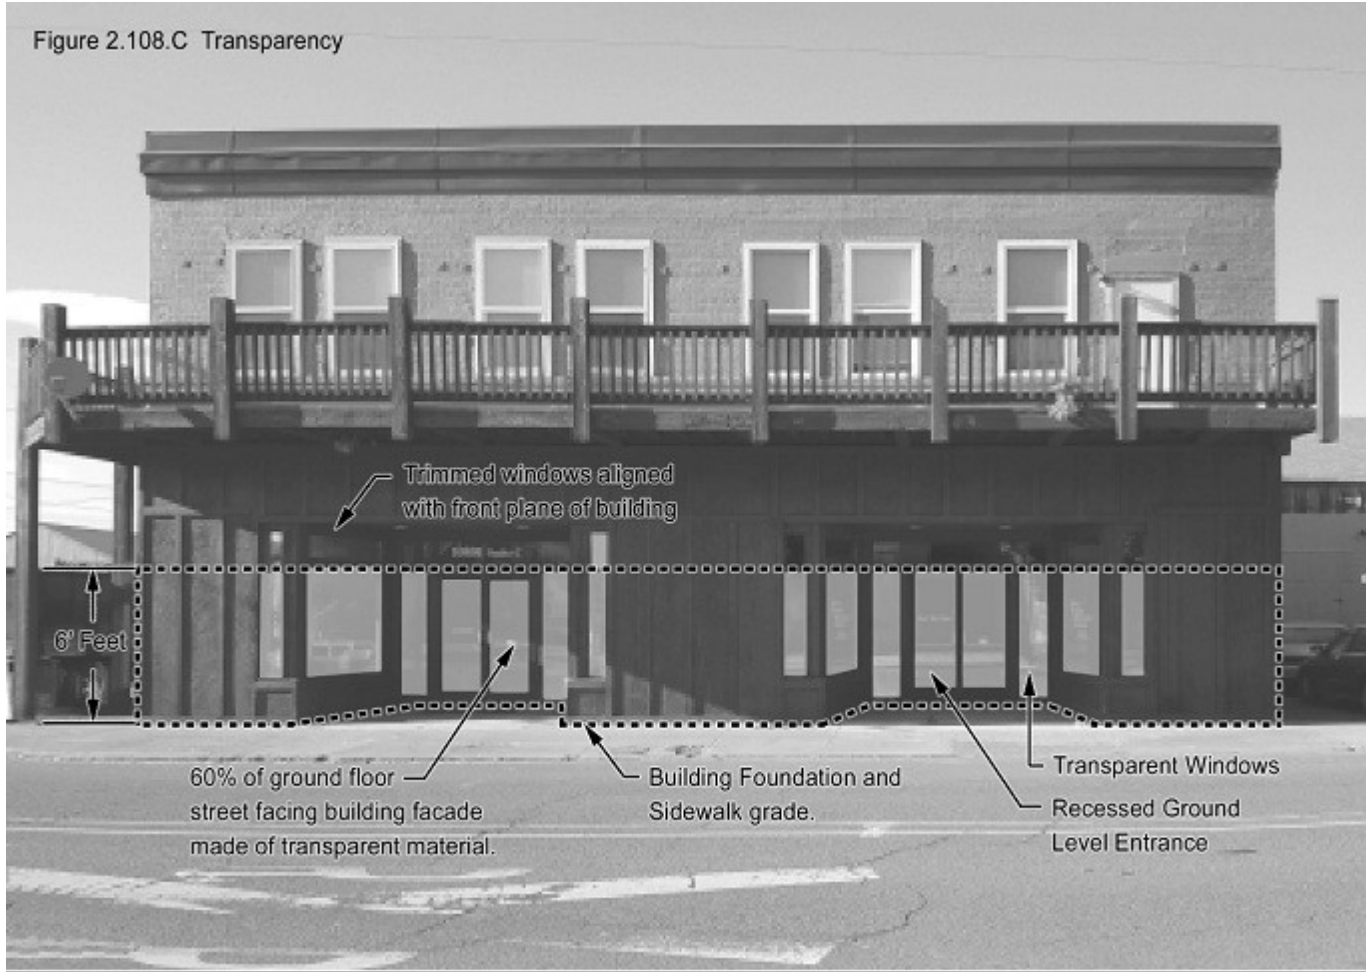 Figure 2.108.C Transparency
Trimmed windows aligned
with front plane of building
6' Feet
60% of ground floor
street facing building facade
made of transparent material.
Building Foundation and
Sidewalk grade.
Transparent Windows
Recessed Ground
Level Entrance